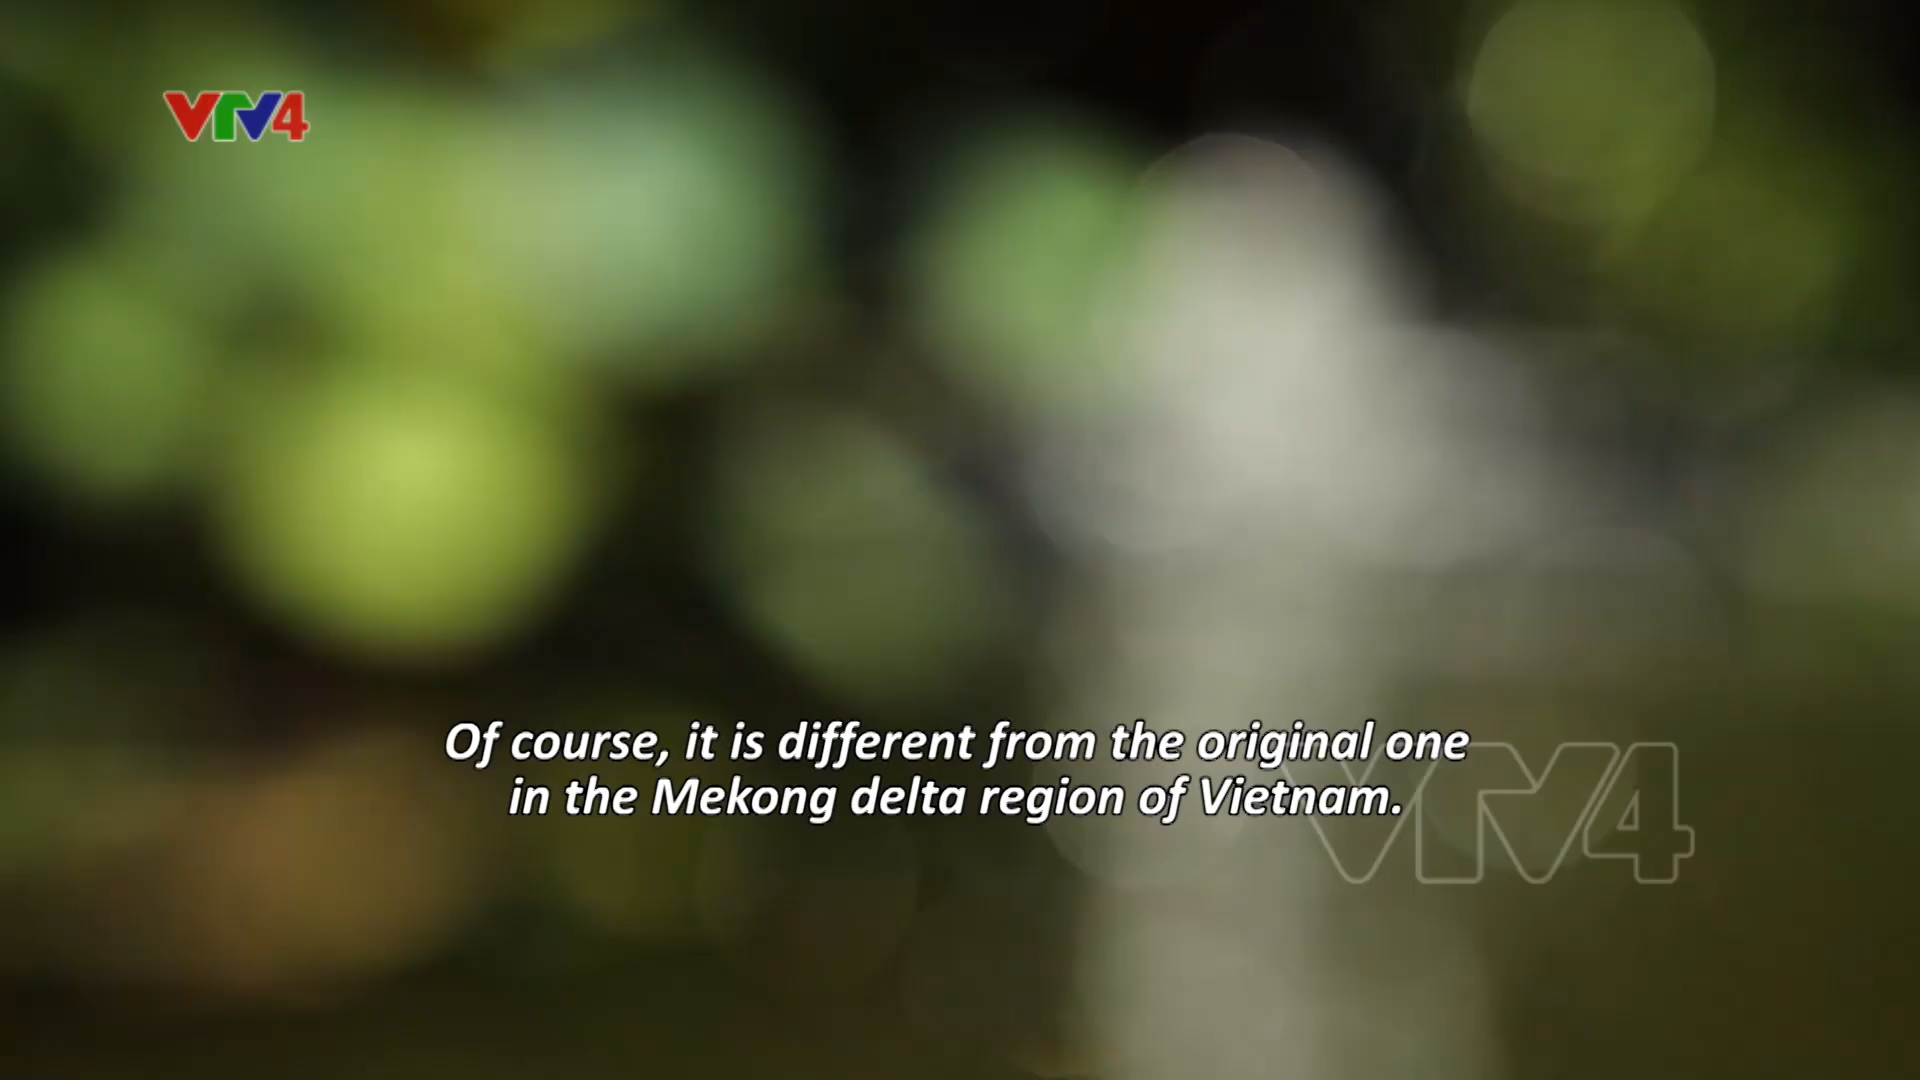 VTV4
Of course, it is different from the original one
in the Mekong delta region of Vietnam.
VTV4